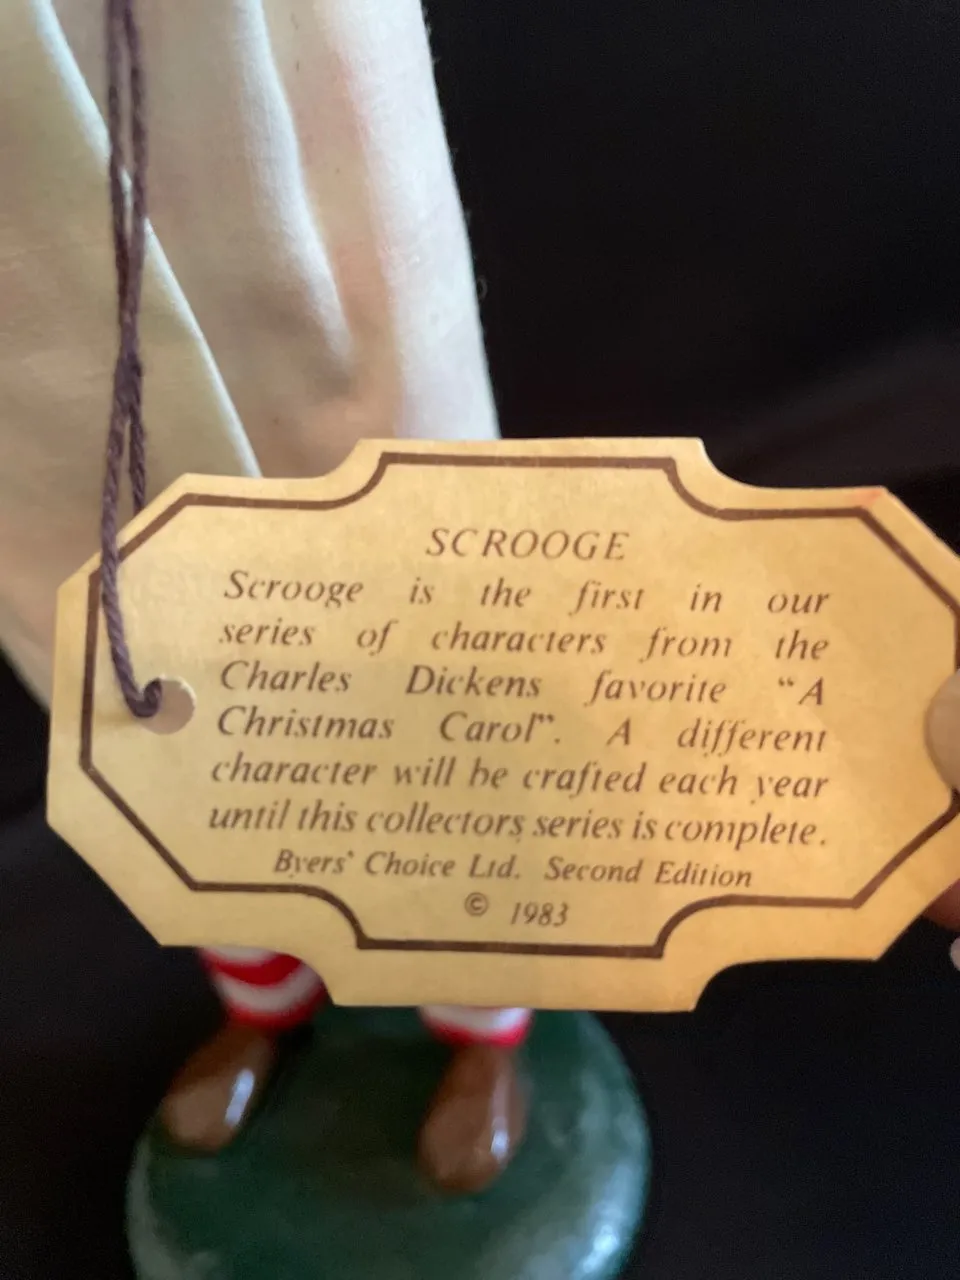 SCROOGE
Scrooge is the first in our
series of characters from the
Charles Dickens favorite "A
Christmas Carol". A different
character will be crafted each year
until this collectors series is complete.
Byers' Choice Ltd. Second Edition
© 1983